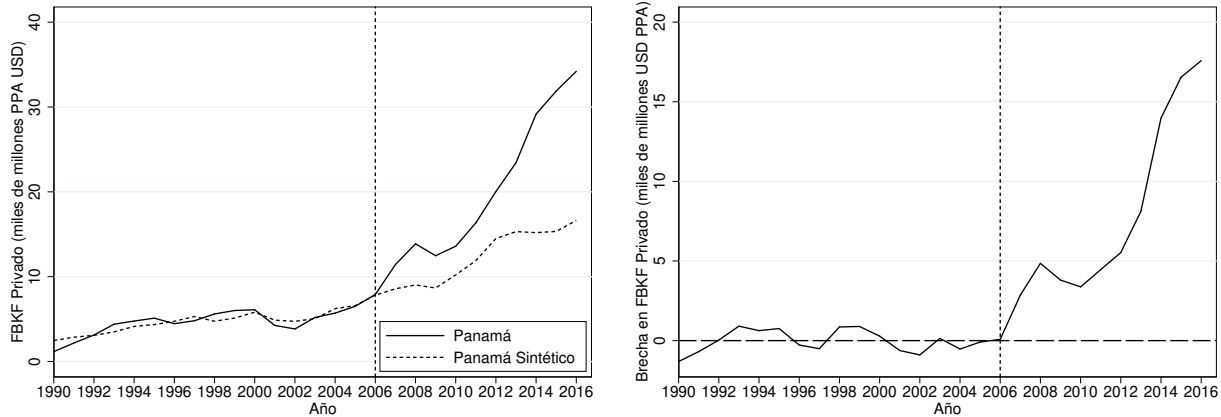 FBKF Privado (miles de millones PPA USD)
40
30
20
10
0
1990 1992 1994 1996 1998 2000 2002 2004 2006 2008 2010 2012 2014 2016
Año
Panamá
Panamá Sintético
Brecha en FBKF Privado (miles de milliones USD PPA)
20
15
10
5
0
1990 1992 1994 1996 1998 2000 2002 2004 2006 2008 2010 2012 2014 2016
Año